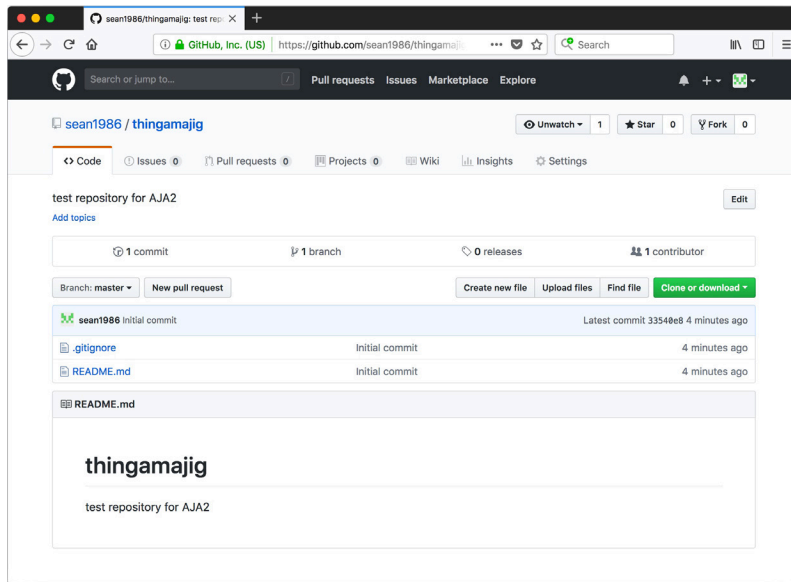 sean1986/thingamajig: test rep
GitHub, Inc. (US) https://github.com/sean1986/thingamajig
Search
Search or jump to... / Pull requests Issues Marketplace Explore
sean1986 / thingamajig Unwatch 1 Star 0 Fork 0
Code Issues 0 Pull requests 0 Projects 0 Wiki Insights Settings
test repository for AJA2 Edit
Add topics
1 commit 1 branch 0 releases 1 contributor
Branch: master New pull request Create new file Upload files Find file Clone or download
sean1986 Initial commit Latest commit 33540e8 4 minutes ago
.gitignore Initial commit 4 minutes ago
README.md Initial commit 4 minutes ago
README.md
thingamajig
test repository for AJA2